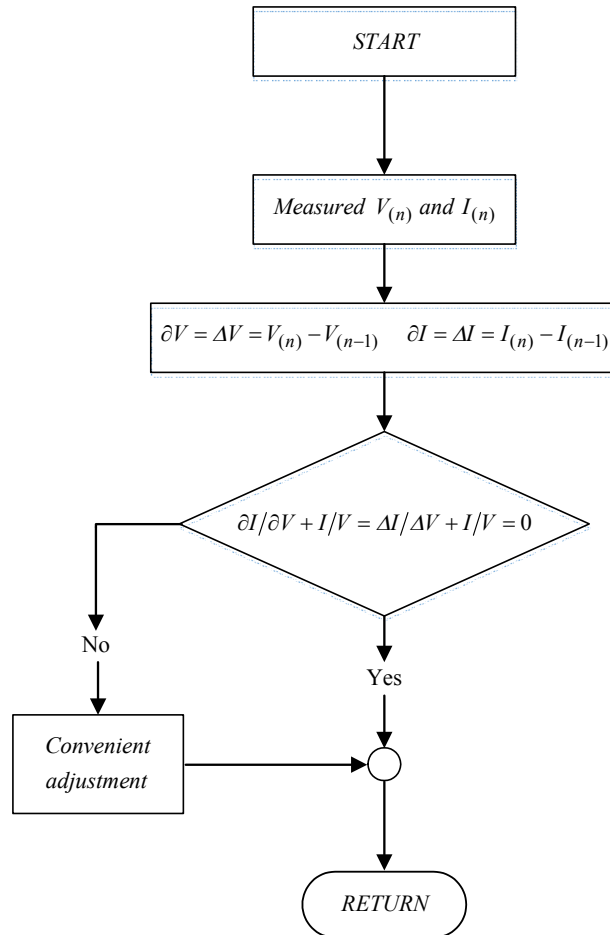 START
Measured V(n) and I(n)
∂V = ΔV = V(n) − V(n−1) ∂I = ΔI = I(n) − I(n−1)
∂I/∂V + I/V = ΔI/ΔV + I/V = 0
No
Yes
Convenient
adjustment
RETURN